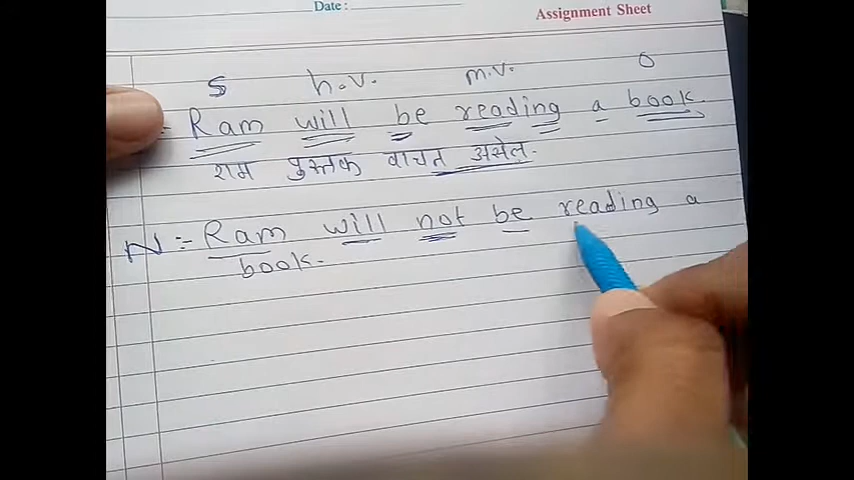 Date :
Assignment Sheet
S h.v. m.v. O
:- Ram will be reading a book.
राम पुस्तक वाचत असेल.
N :- Ram will not be reading a
book.